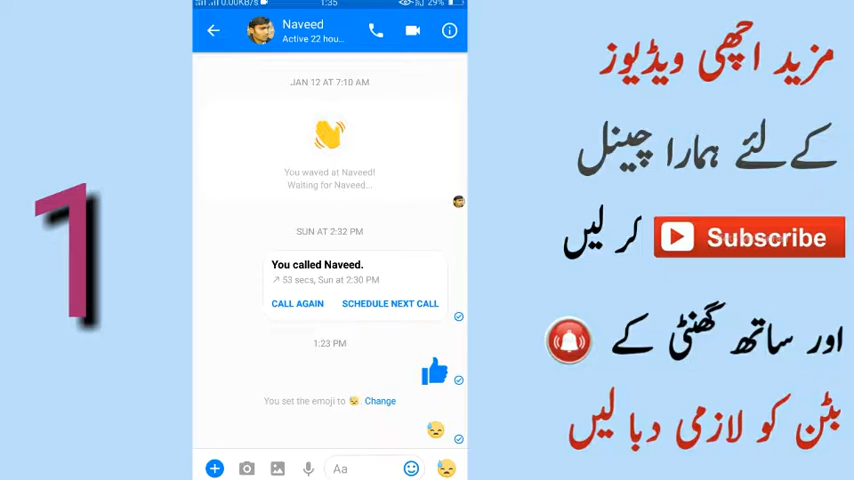 1:35
29%
Naveed
Active 22 hou...
JAN 12 AT 7:10 AM
You waved at Naveed!
Waiting for Naveed...
SUN AT 2:32 PM
You called Naveed.
53 secs, Sun at 2:30 PM
CALL AGAIN SCHEDULE NEXT CALL
1:23 PM
You set the emoji to 😓. Change
Aa
1
مزید اچھی ویڈیوز
کے لئے ہمارا چینل
Subscribe کر لیں
اور ساتھ گھنٹی کے
بٹن کو لازمی دبا لیں